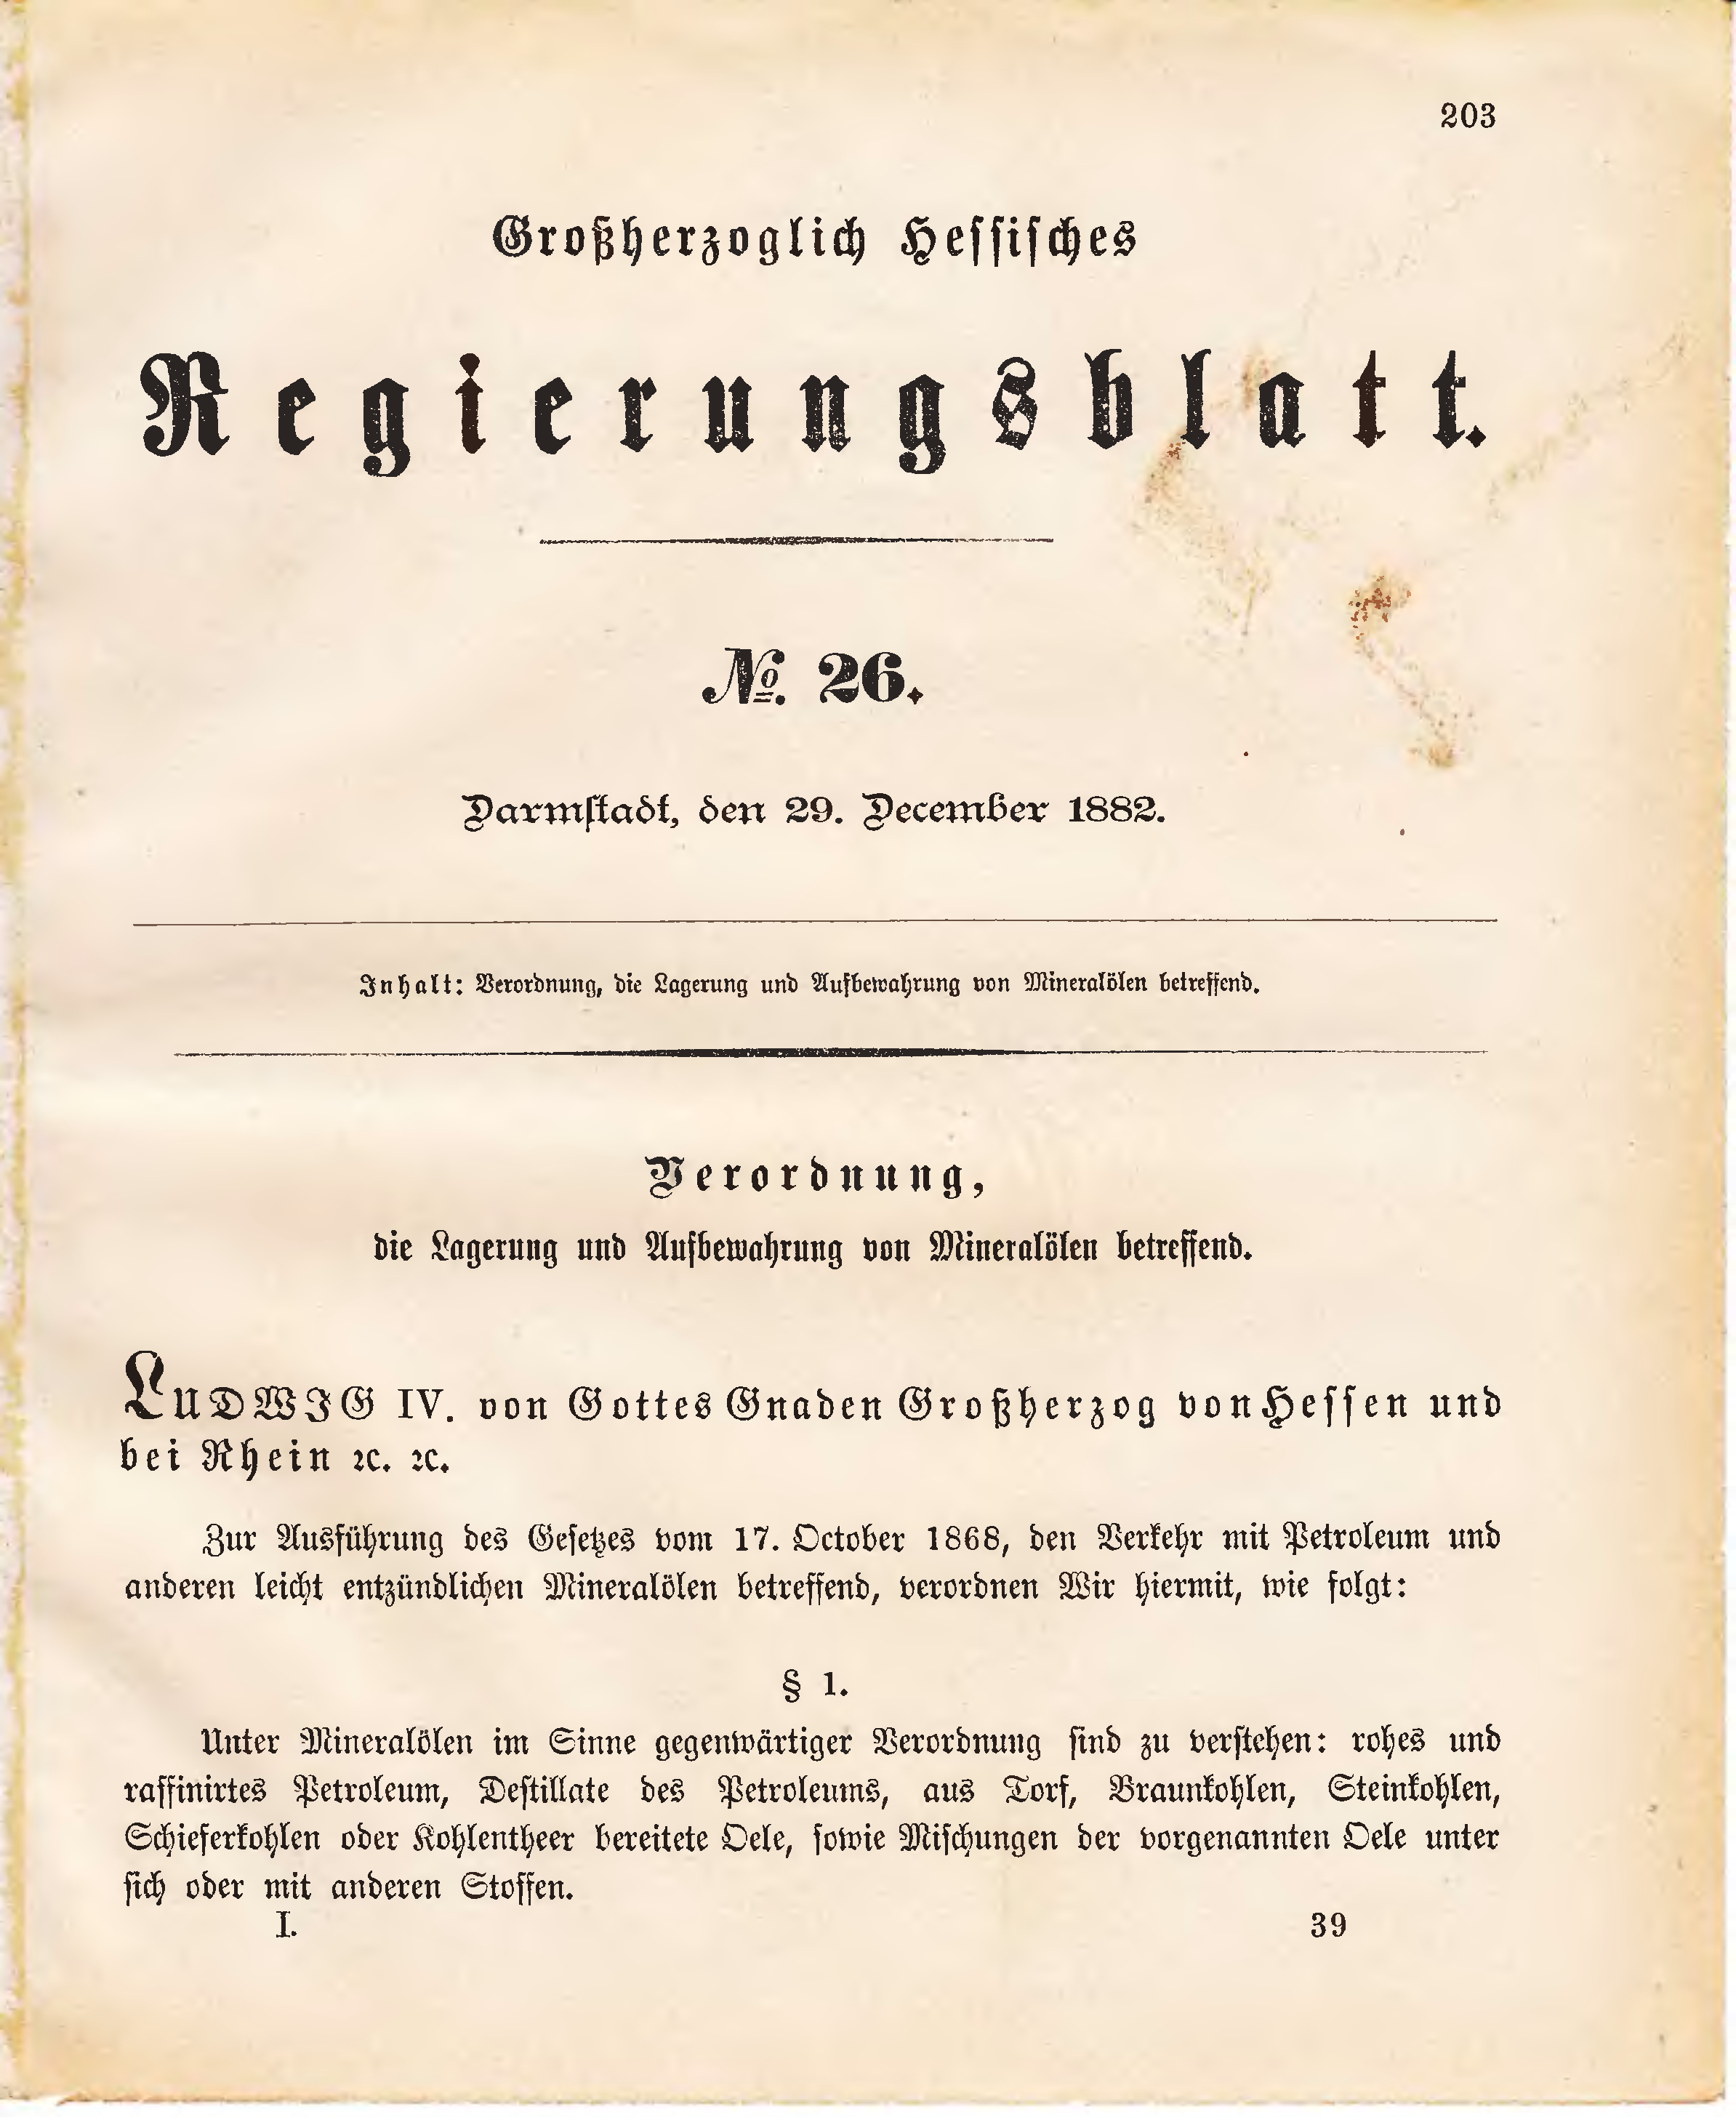 203
Großherzoglich Hessisches
Regierungsblatt.
№. 26.
Darmstadt, den 29. December 1882.
Inhalt: Verordnung, die Lagerung und Aufbewahrung von Mineralölen betreffend.
Verordnung,
die Lagerung und Aufbewahrung von Mineralölen betreffend.
LUDWIG IV. von Gottes Gnaden Großherzog von Hessen und
bei Rhein ꝛc. ꝛc.
Zur Ausführung des Gesetzes vom 17. October 1868, den Verkehr mit Petroleum und
anderen leicht entzündlichen Mineralölen betreffend, verordnen Wir hiermit, wie folgt:
§ 1.
Unter Mineralölen im Sinne gegenwärtiger Verordnung sind zu verstehen: rohes und
raffinirtes Petroleum, Destillate des Petroleums, aus Torf, Braunkohlen, Steinkohlen,
Schieferkohlen oder Kohlentheer bereitete Oele, sowie Mischungen der vorgenannten Oele unter
sich oder mit anderen Stoffen.
I. 39